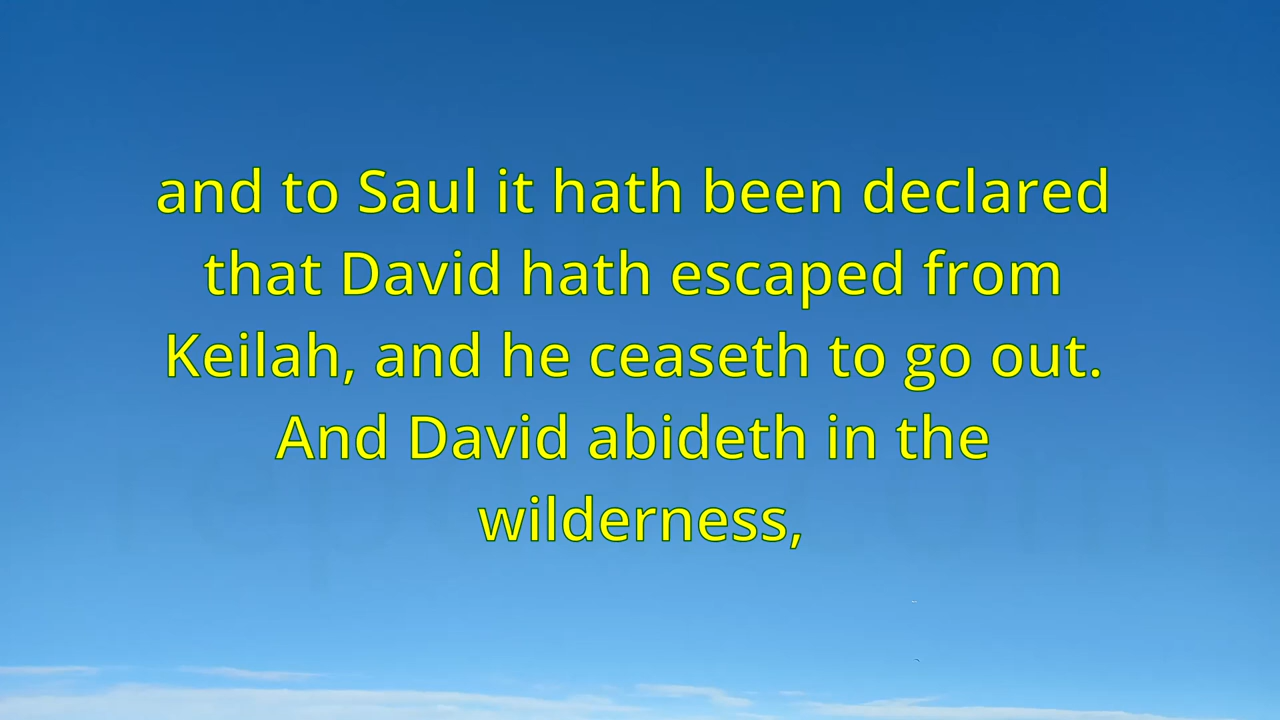 and to Saul it hath been declared
that David hath escaped from
Keilah, and he ceaseth to go out.
And David abideth in the
wilderness,